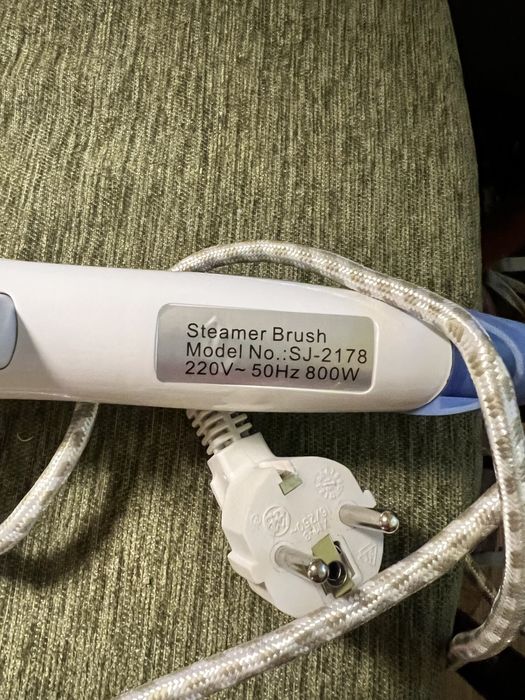 Steamer Brush
Model No.:SJ-2178
220V~ 50Hz 800W